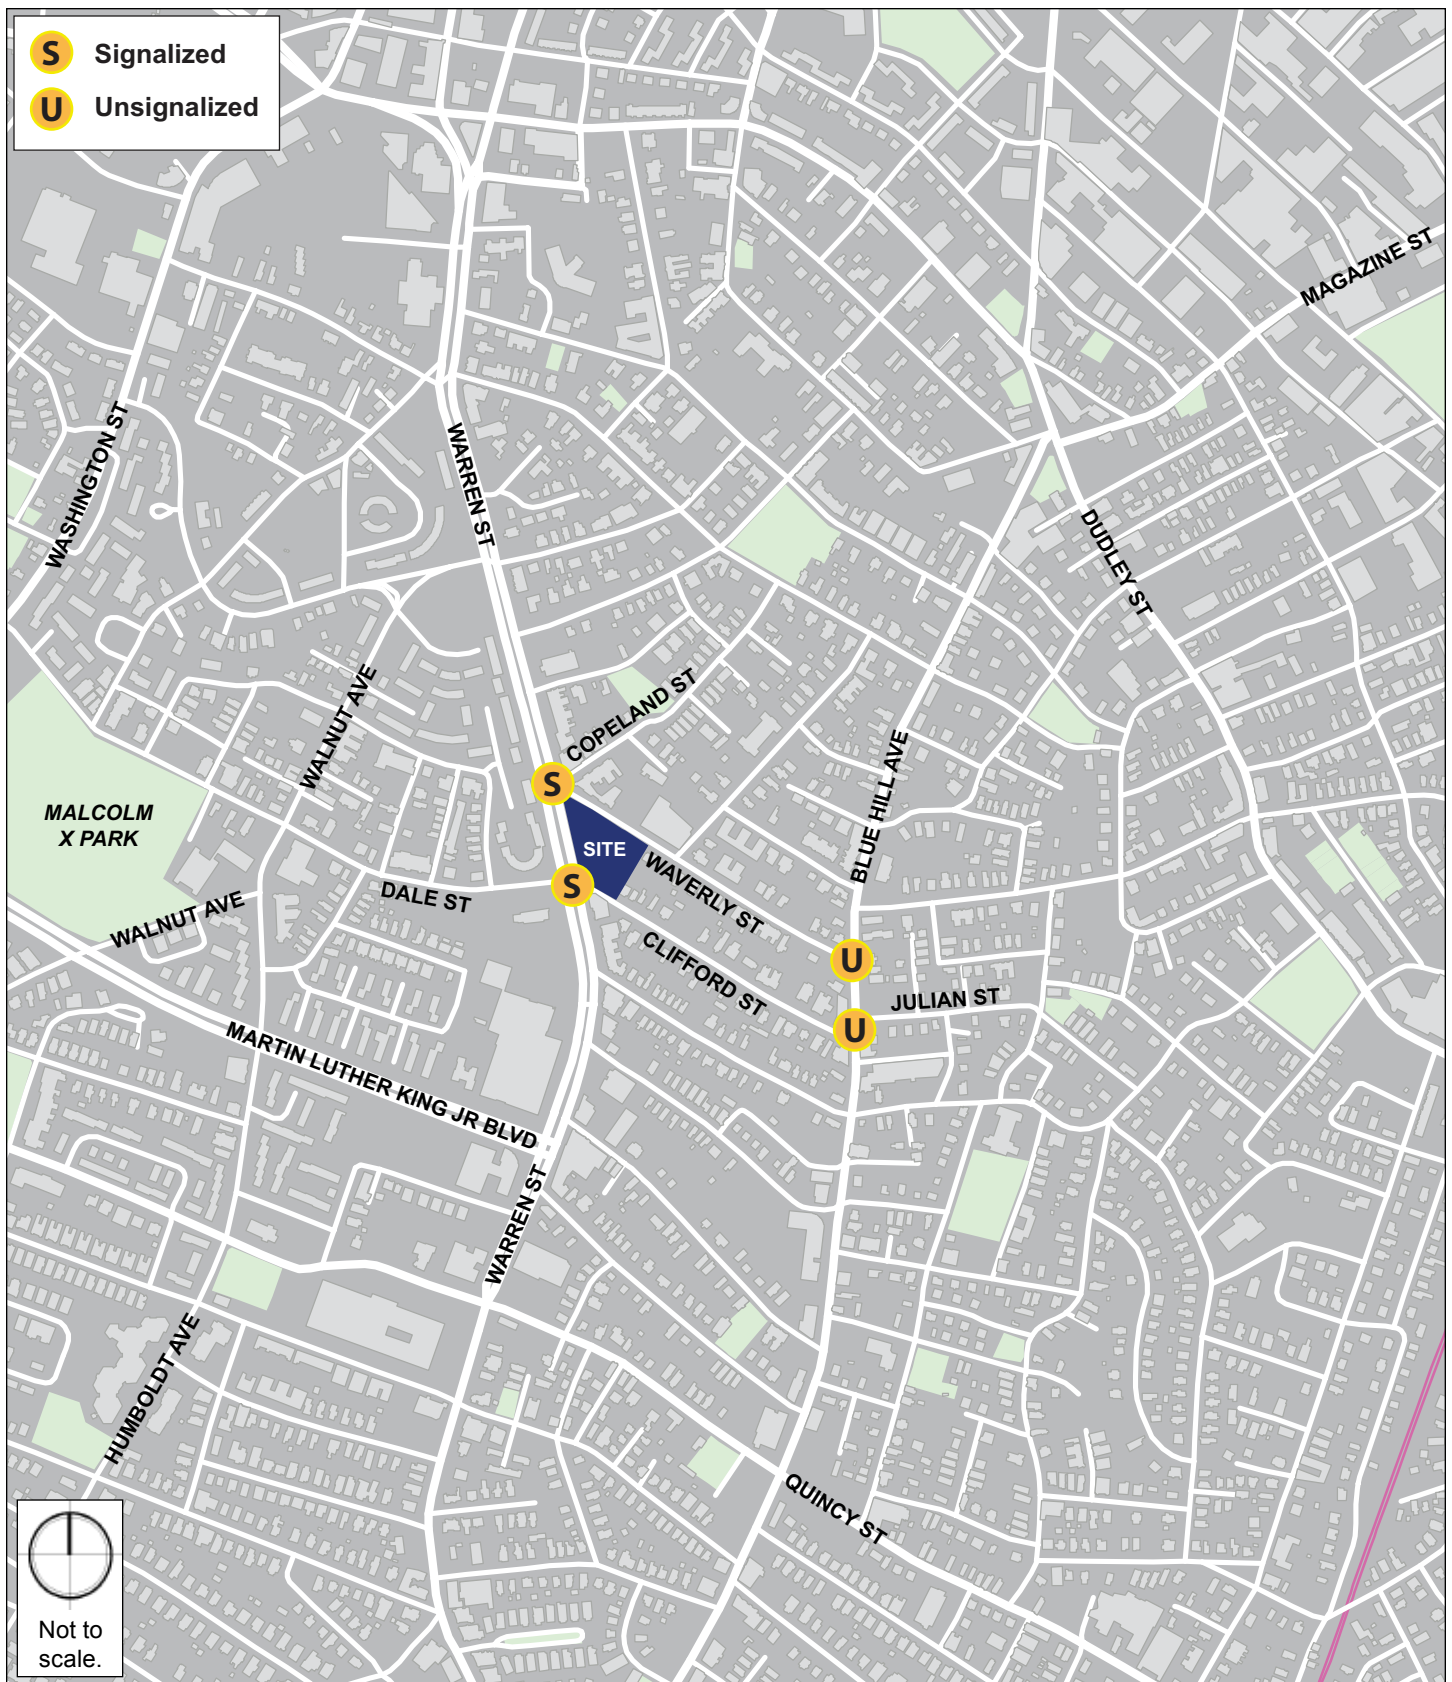 S Signalized
U Unsignalized
MAGAZINE ST
WASHINGTON ST
WARREN ST
DUDLEY ST
COPELAND ST
WALNUT AVE
BLUE HILL AVE
S
MALCOLM
X PARK
SITE
WAVERLY ST
S
DALE ST
WALNUT AVE
CLIFFORD ST
U
JULIAN ST
U
MARTIN LUTHER KING JR BLVD
WARREN ST
HUMBOLDT AVE
QUINCY ST
Not to
scale.